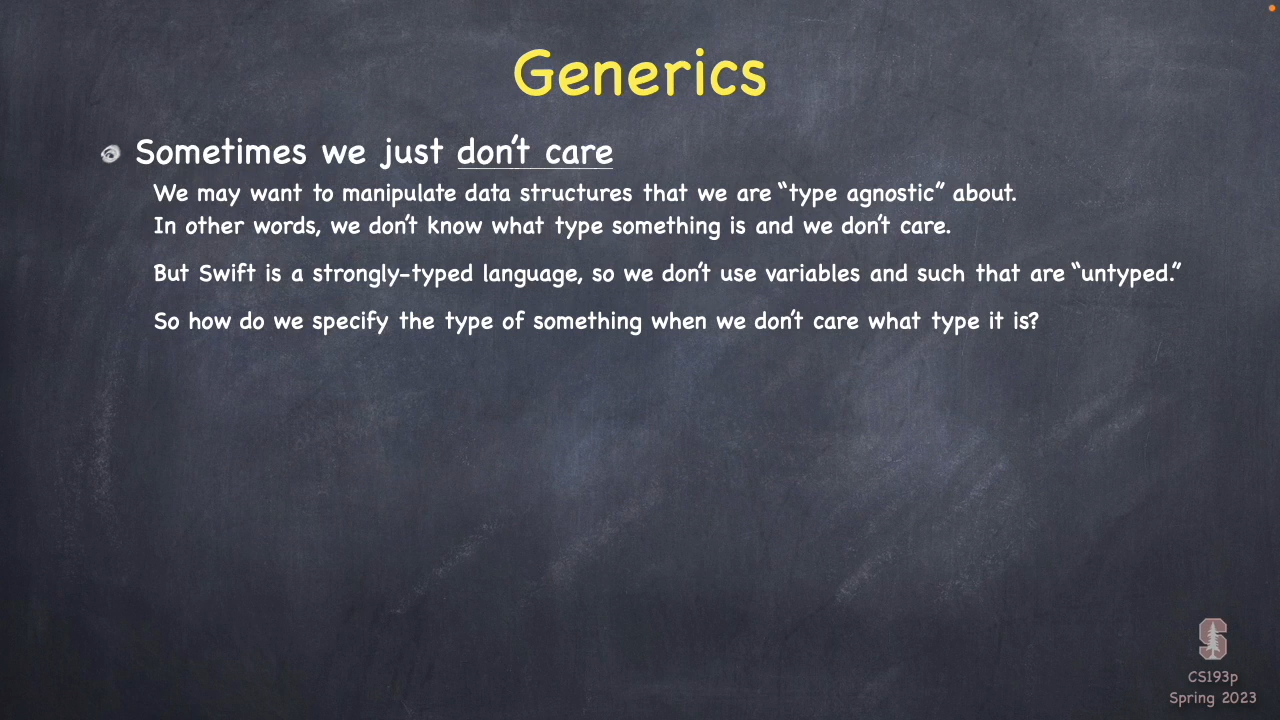 Generics
Sometimes we just don't care
We may want to manipulate data structures that we are “type agnostic” about.
In other words, we don't know what type something is and we don't care.
But Swift is a strongly-typed language, so we don't use variables and such that are “untyped.”
So how do we specify the type of something when we don't care what type it is?
S
CS193p
Spring 2023